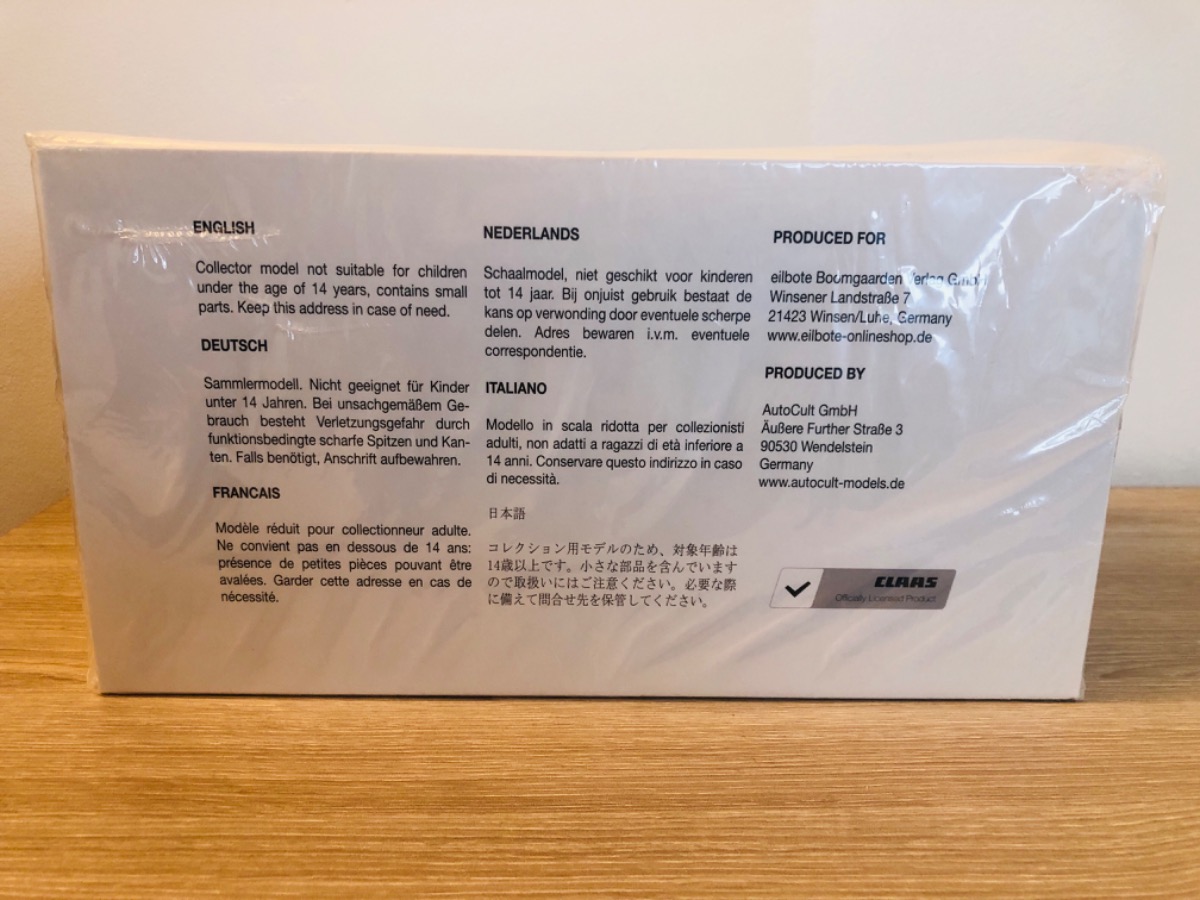 ENGLISH
Collector model not suitable for children
under the age of 14 years, contains small
parts. Keep this address in case of need.
DEUTSCH
Sammlermodell. Nicht geeignet für Kinder
unter 14 Jahren. Bei unsachgemäßem Ge-
brauch besteht Verletzungsgefahr durch
funktionsbedingte scharfe Spitzen und Kan-
ten. Falls benötigt, Anschrift aufbewahren.
FRANCAIS
Modèle réduit pour collectionneur adulte.
Ne convient pas en dessous de 14 ans:
présence de petites pièces pouvant être
avalées. Garder cette adresse en cas de
nécessité.
NEDERLANDS
Schaalmodel, niet geschikt voor kinderen
tot 14 jaar. Bij onjuist gebruik bestaat de
kans op verwonding door eventuele scherpe
delen. Adres bewaren i.v.m. eventuele
correspondentie.
ITALIANO
Modello in scala ridotta per collezionisti
adulti, non adatti a ragazzi di età inferiore a
14 anni. Conservare questo indirizzo in caso
di necessità.
日本語
コレクション用モデルのため、対象年齢は
14歳以上です。小さな部品を含んでいます
ので取扱いにはご注意ください。必要な際
に備えて問合せ先を保管してください。
PRODUCED FOR
eilbote Boomgaarden Verlag GmbH
Winsener Landstraße 7
21423 Winsen/Luhe, Germany
www.eilbote-onlineshop.de
PRODUCED BY
AutoCult GmbH
Äußere Further Straße 3
90530 Wendelstein
Germany
www.autocult-models.de
CLAAS
Officially Licensed Product